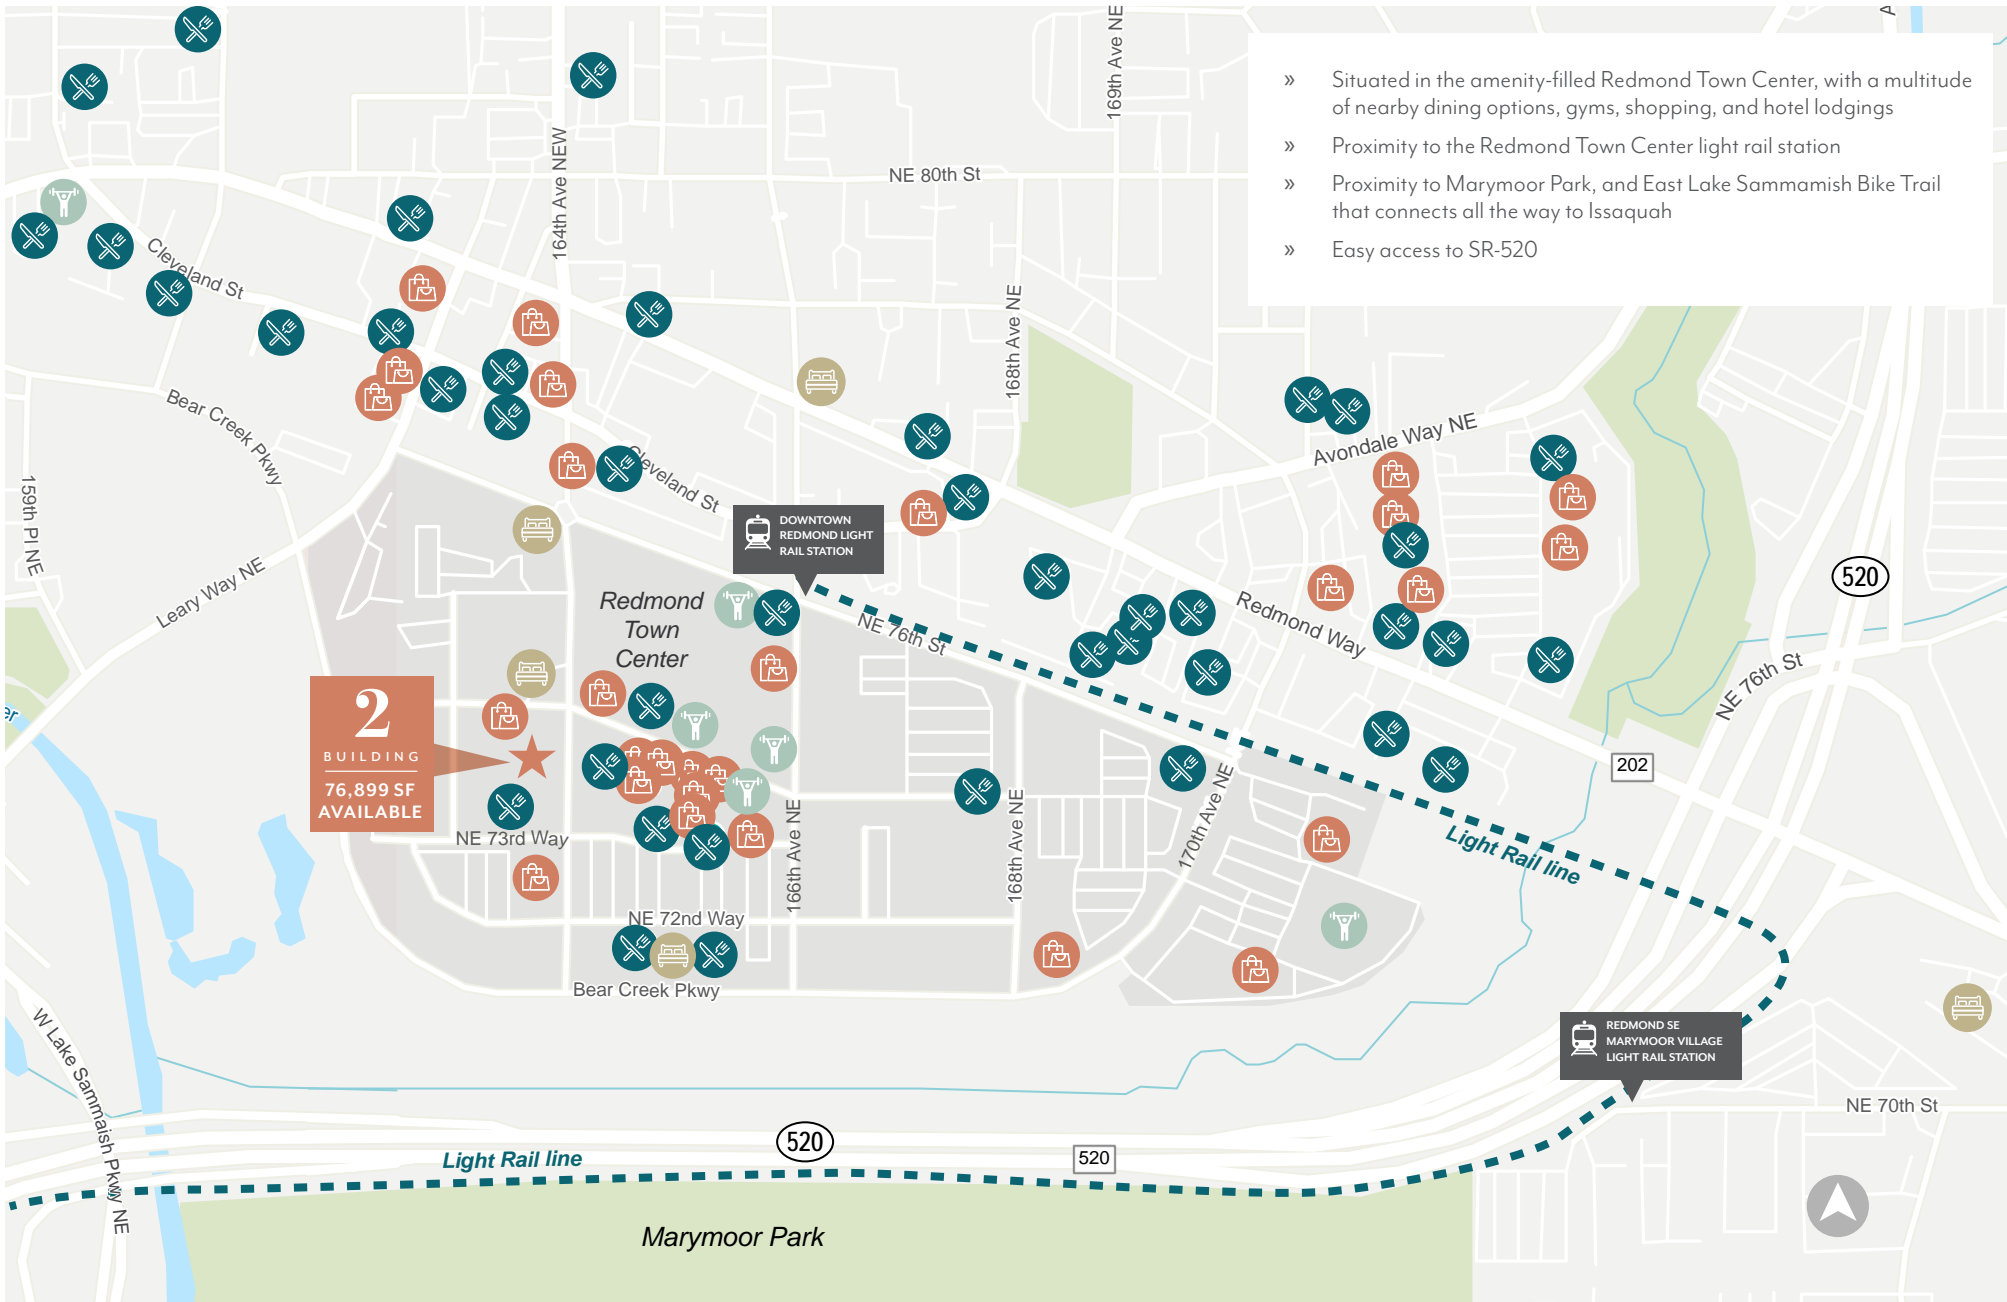 » Situated in the amenity-filled Redmond Town Center, with a multitude
of nearby dining options, gyms, shopping, and hotel lodgings
» Proximity to the Redmond Town Center light rail station
» Proximity to Marymoor Park, and East Lake Sammamish Bike Trail
that connects all the way to Issaquah
» Easy access to SR-520
169th Ave NE
164th Ave NEW
NE 80th St
Cleveland St
168th Ave NE
Bear Creek Pkwy
Avondale Way NE
Cleveland St
159th Pl NE
DOWNTOWN
REDMOND LIGHT
RAIL STATION
Leary Way NE
520
Redmond
Town
Center
NE 76th St
Redmond Way
NE 76th St
2
BUILDING
76,899 SF
AVAILABLE
202
NE 73rd Way
166th Ave NE
168th Ave NE
170th Ave NE
Light Rail line
NE 72nd Way
Bear Creek Pkwy
W Lake Sammaish Pkwy NE
REDMOND SE
MARYMOOR VILLAGE
LIGHT RAIL STATION
NE 70th St
520
520
Light Rail line
Marymoor Park